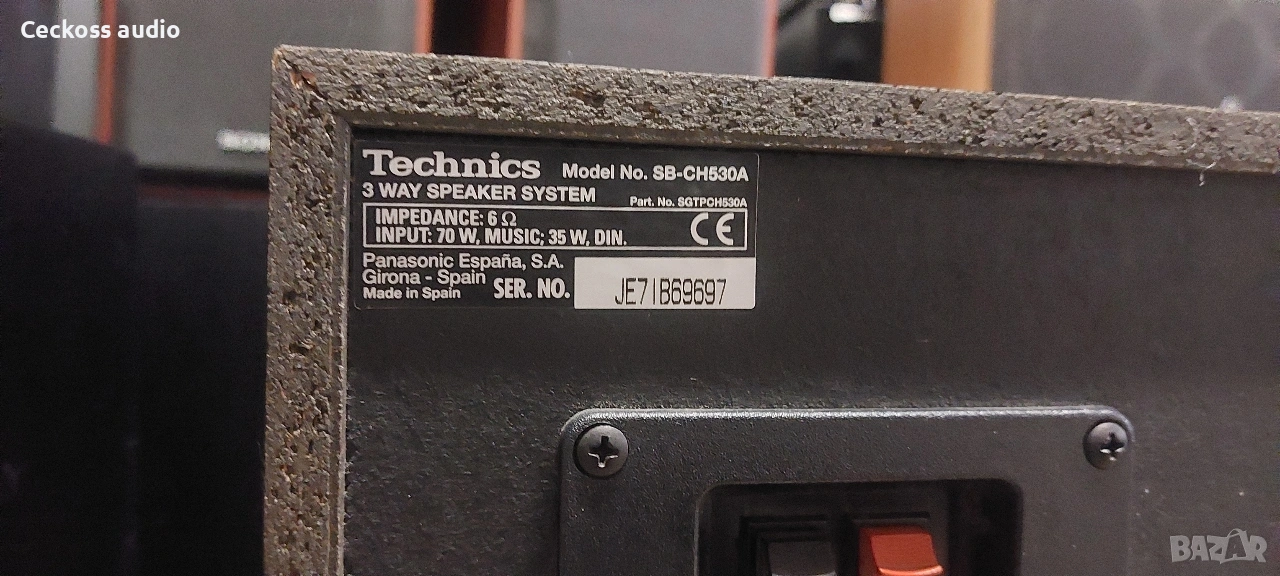 Ceckoss audio
Technics Model No. SB-CH530A
3 WAY SPEAKER SYSTEM Part. No. SGTPCH530A
IMPEDANCE: 6 Ω
INPUT: 70 W, MUSIC; 35 W, DIN. CE
Panasonic España, S.A.
Girona - Spain
Made in Spain SER. NO. JE7IB69697
BAZAR